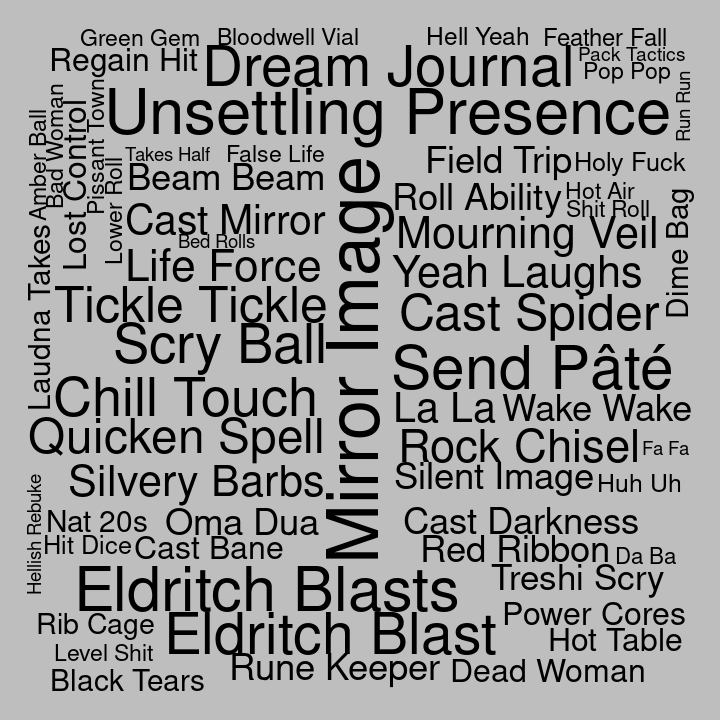 Green Gem
Bloodwell Vial
Hell Yeah
Feather Fall
Regain Hit
Dream Journal
Pack Tactics
Pop Pop
Unsettling Presence
Run Run
Bad Woman
Amber Ball
Lost Control
Pissant Town
Lower Roll
Takes Half
False Life
Beam Beam
Field Trip
Holy Fuck
Roll Ability
Hot Air
Shit Roll
Cast Mirror
Mourning Veil
Dime Bag
Bed Rolls
Life Force
Yeah Laughs
Laudna Takes
Tickle Tickle
Cast Spider
Scry Ball
Mirror Image
Send Pâté
Chill Touch
La La
Wake Wake
Quicken Spell
Rock Chisel
Fa Fa
Silvery Barbs
Silent Image
Huh Uh
Hellish Rebuke
Nat 20s
Oma Dua
Cast Darkness
Hit Dice
Cast Bane
Red Ribbon
Da Ba
Eldritch Blasts
Treshi Scry
Rib Cage
Eldritch Blast
Power Cores
Level Shit
Hot Table
Black Tears
Rune Keeper
Dead Woman